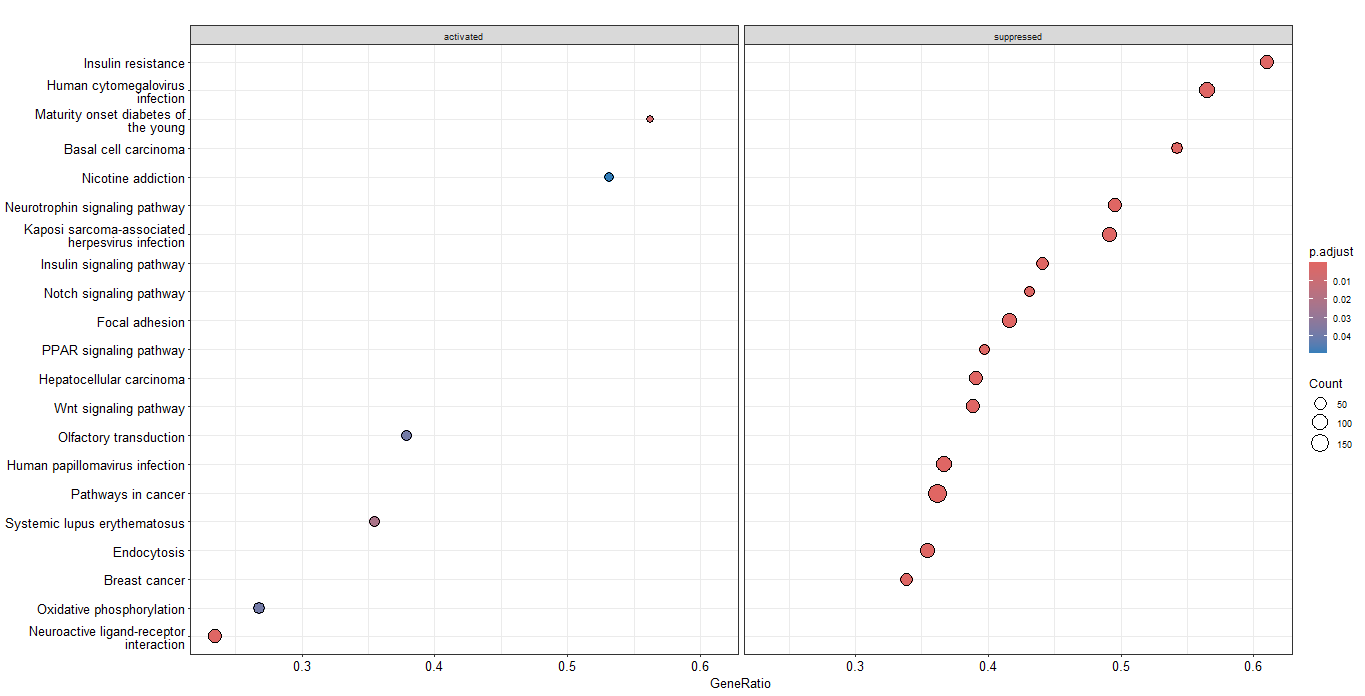 activated
suppressed
Insulin resistance
Human cytomegalovirus
infection
Maturity onset diabetes of
the young
Basal cell carcinoma
Nicotine addiction
Neurotrophin signaling pathway
Kaposi sarcoma-associated
herpesvirus infection
Insulin signaling pathway
Notch signaling pathway
Focal adhesion
PPAR signaling pathway
Hepatocellular carcinoma
Wnt signaling pathway
Olfactory transduction
Human papillomavirus infection
Pathways in cancer
Systemic lupus erythematosus
Endocytosis
Breast cancer
Oxidative phosphorylation
Neuroactive ligand-receptor
interaction
0.3 0.4 0.5 0.6
0.3 0.4 0.5 0.6
GeneRatio
p.adjust
0.01
0.02
0.03
0.04
Count
50
100
150